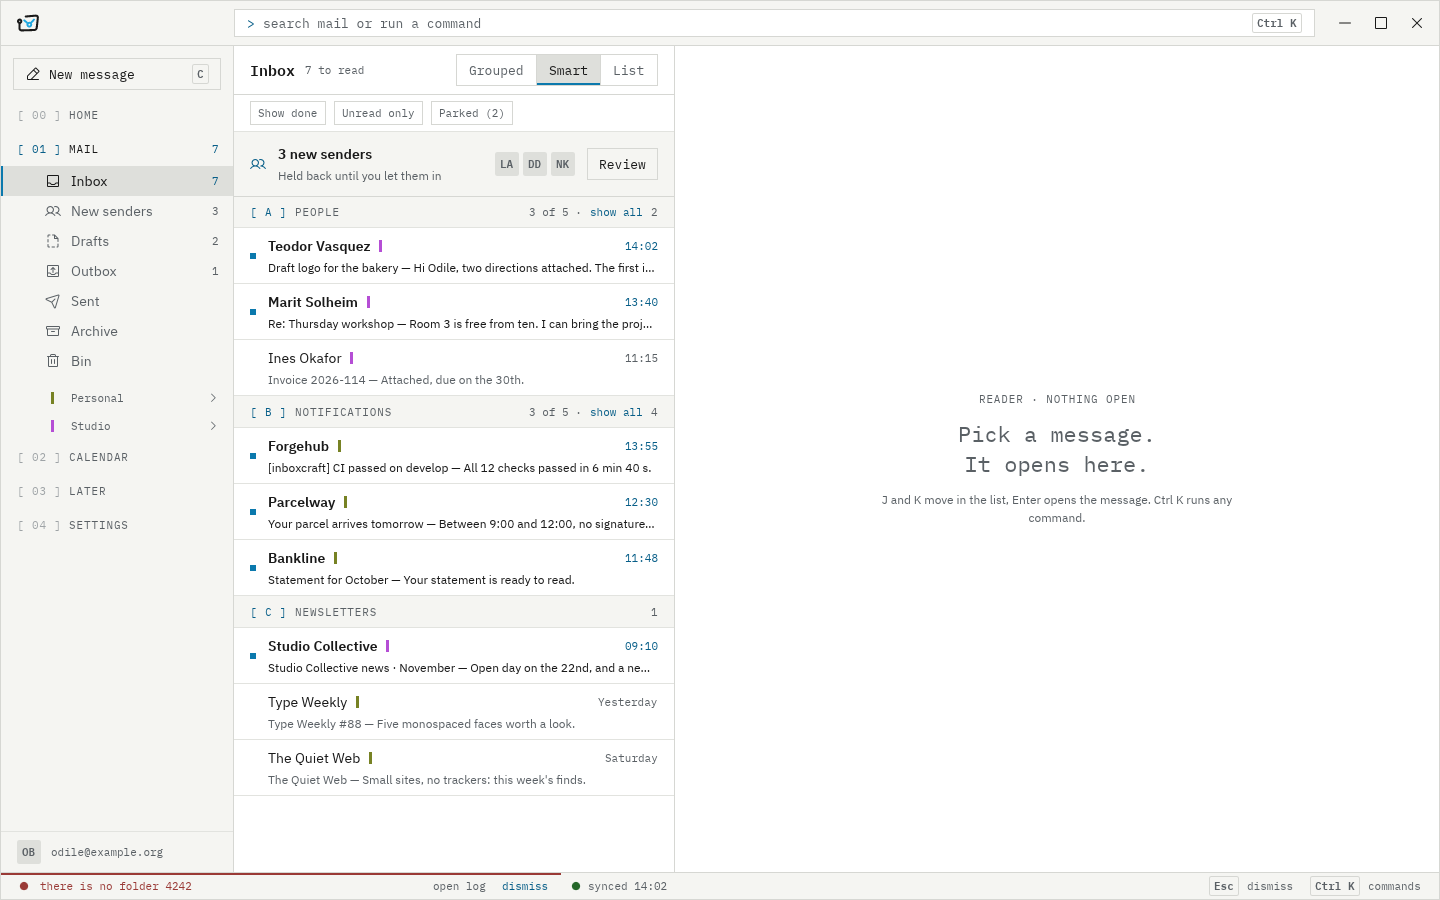 > search mail or run a command Ctrl K
New message C
[ 00 ] HOME
[ 01 ] MAIL 7
Inbox 7
New senders 3
Drafts 2
Outbox 1
Sent
Archive
Bin
Personal
Studio
[ 02 ] CALENDAR
[ 03 ] LATER
[ 04 ] SETTINGS
OB odile@example.org
Inbox 7 to read Grouped Smart List
Show done Unread only Parked (2)
3 new senders
Held back until you let them in
LA DD NK Review
[ A ] PEOPLE 3 of 5 · show all 2
Teodor Vasquez 14:02
Draft logo for the bakery — Hi Odile, two directions attached. The first i…
Marit Solheim 13:40
Re: Thursday workshop — Room 3 is free from ten. I can bring the proj…
Ines Okafor 11:15
Invoice 2026-114 — Attached, due on the 30th.
[ B ] NOTIFICATIONS 3 of 5 · show all 4
Forgehub 13:55
[inboxcraft] CI passed on develop — All 12 checks passed in 6 min 40 s.
Parcelway 12:30
Your parcel arrives tomorrow — Between 9:00 and 12:00, no signature…
Bankline 11:48
Statement for October — Your statement is ready to read.
[ C ] NEWSLETTERS 1
Studio Collective 09:10
Studio Collective news · November — Open day on the 22nd, and a ne…
Type Weekly Yesterday
Type Weekly #88 — Five monospaced faces worth a look.
The Quiet Web Saturday
The Quiet Web — Small sites, no trackers: this week's finds.
READER · NOTHING OPEN
Pick a message.
It opens here.
J and K move in the list, Enter opens the message. Ctrl K runs any
command.
there is no folder 4242 open log dismiss synced 14:02 Esc dismiss Ctrl K commands